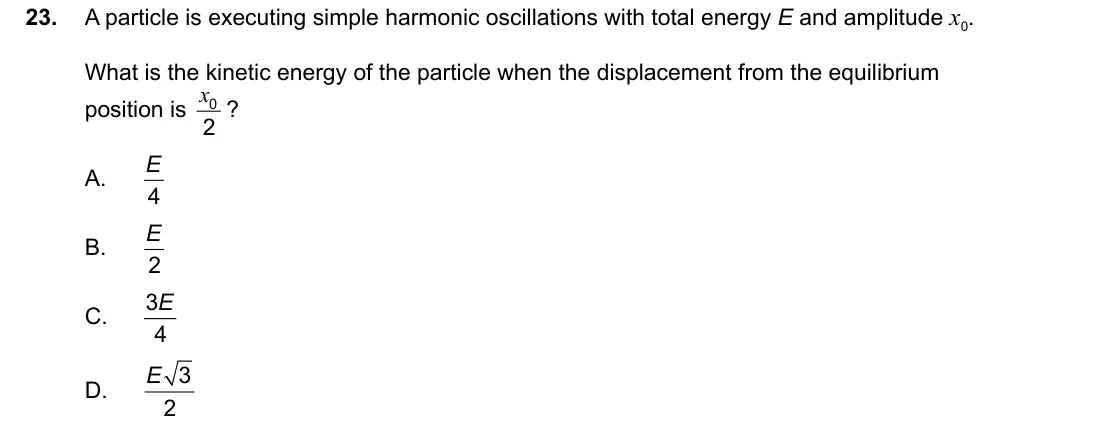 23. A particle is executing simple harmonic oscillations with total energy E and amplitude x₀.
What is the kinetic energy of the particle when the displacement from the equilibrium
position is x₀/2 ?
A. E/4
B. E/2
C. 3E/4
D. E√3/2